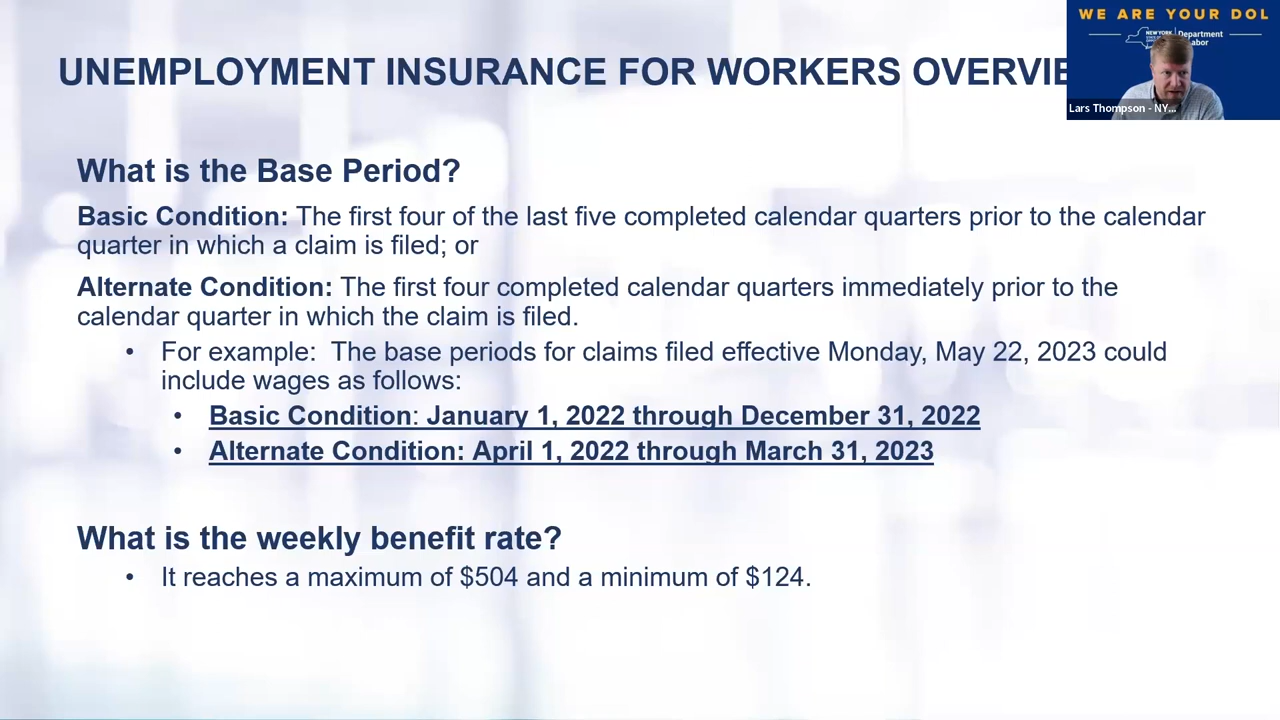 WE ARE YOUR DOL
NEW YORK
Department
UNEMPLOYMENT INSURANCE FOR WORKERS OVERVIE
Lars Thompson - NY...
What is the Base Period?
Basic Condition: The first four of the last five completed calendar quarters prior to the calendar
quarter in which a claim is filed; or
Alternate Condition: The first four completed calendar quarters immediately prior to the
calendar quarter in which the claim is filed.
• For example: The base periods for claims filed effective Monday, May 22, 2023 could
include wages as follows:
• Basic Condition: January 1, 2022 through December 31, 2022
• Alternate Condition: April 1, 2022 through March 31, 2023
What is the weekly benefit rate?
• It reaches a maximum of $504 and a minimum of $124.